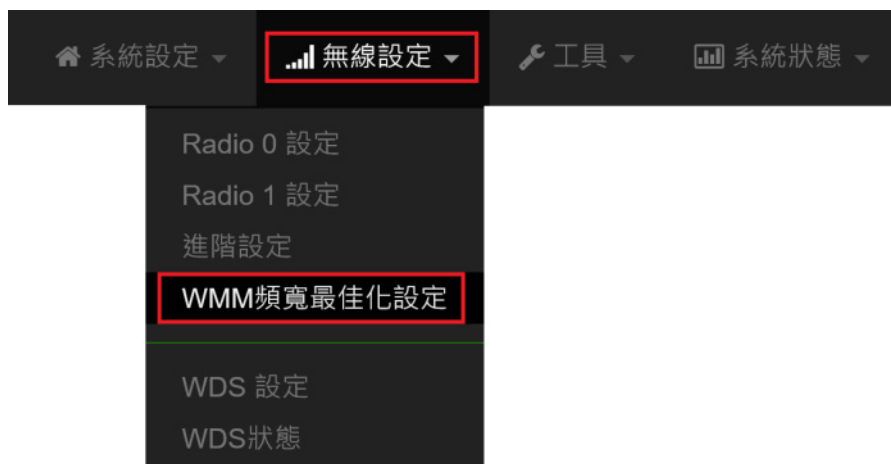 系統設定 無線設定 工具 系統狀態
Radio 0 設定
Radio 1 設定
進階設定
WMM頻寬最佳化設定
WDS 設定
WDS狀態